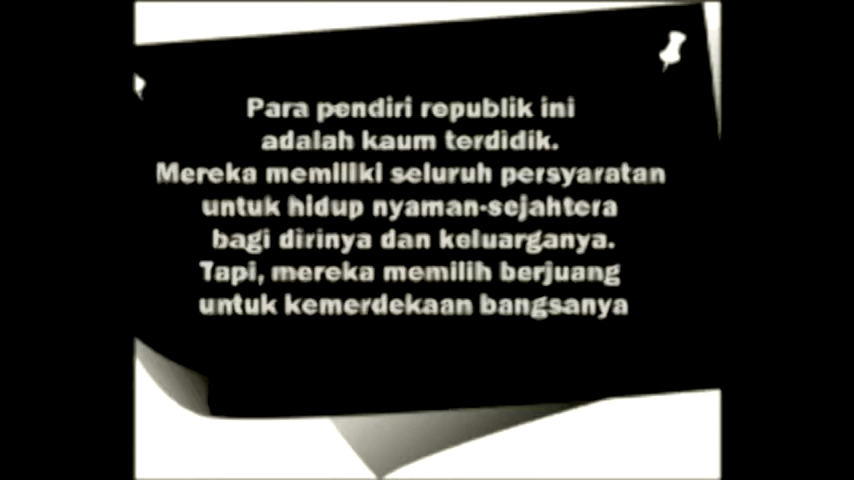 Para pendiri republik ini
adalah kaum terdidik.
Mereka memiliki seluruh persyaratan
untuk hidup nyaman-sejahtera
bagi dirinya dan keluarganya.
Tapi, mereka memilih berjuang
untuk kemerdekaan bangsanya